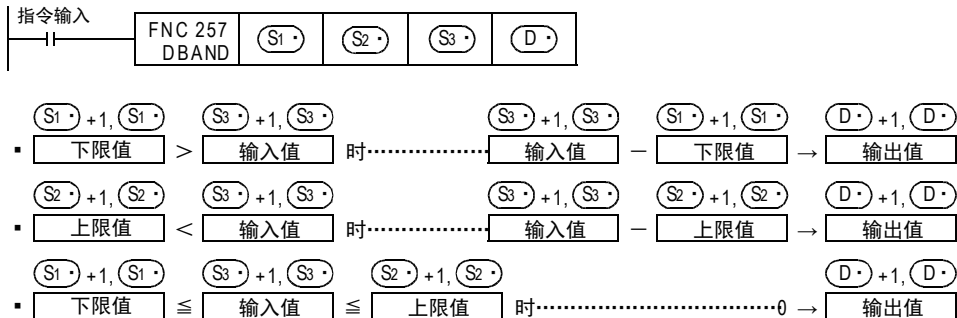 指令输入
FNC 257
DBAND
S1· S2· S3· D·
S1· +1, S1· S3· +1, S3· S3· +1, S3· S1· +1, S1· D· +1, D·
▪ 下限值 > 输入值 时……………… 输入值 − 下限值 → 输出值
S2· +1, S2· S3· +1, S3· S3· +1, S3· S2· +1, S2· D· +1, D·
▪ 上限值 < 输入值 时……………… 输入值 − 上限值 → 输出值
S1· +1, S1· S3· +1, S3· S2· +1, S2· D· +1, D·
▪ 下限值 ≦ 输入值 ≦ 上限值 时…………………………0 → 输出值